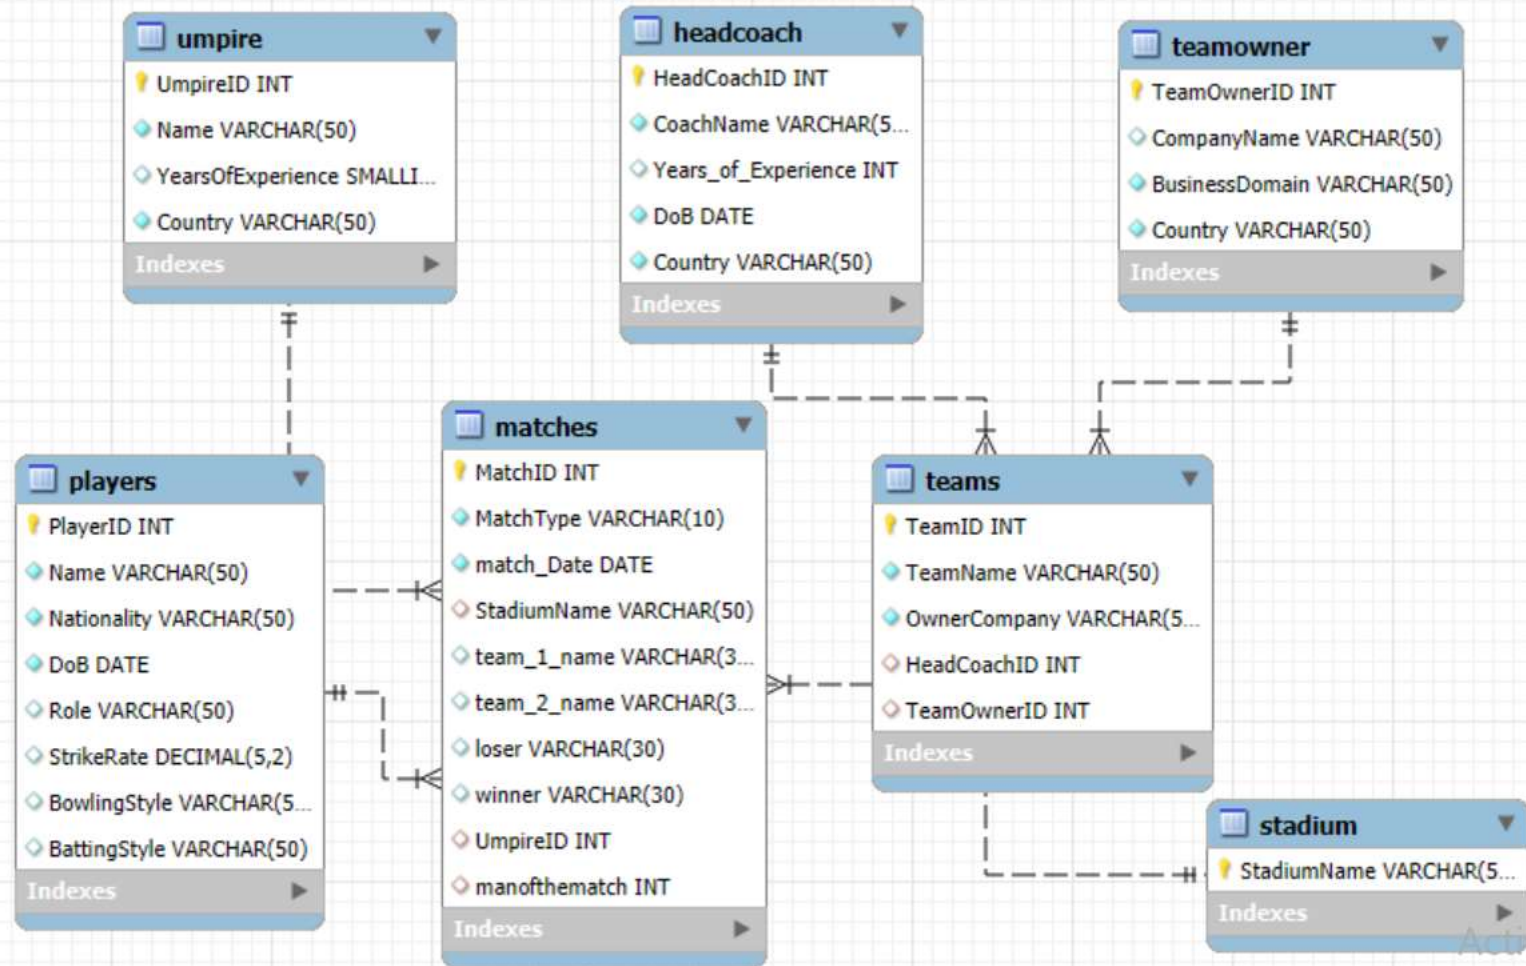 umpire
UmpireID INT
Name VARCHAR(50)
YearsOfExperience SMALLI...
Country VARCHAR(50)
Indexes
headcoach
HeadCoachID INT
CoachName VARCHAR(5...
Years_of_Experience INT
DoB DATE
Country VARCHAR(50)
Indexes
teamowner
TeamOwnerID INT
CompanyName VARCHAR(50)
BusinessDomain VARCHAR(50)
Country VARCHAR(50)
Indexes
players
PlayerID INT
Name VARCHAR(50)
Nationality VARCHAR(50)
DoB DATE
Role VARCHAR(50)
StrikeRate DECIMAL(5,2)
BowlingStyle VARCHAR(5...
BattingStyle VARCHAR(50)
Indexes
matches
MatchID INT
MatchType VARCHAR(10)
match_Date DATE
StadiumName VARCHAR(50)
team_1_name VARCHAR(3...
team_2_name VARCHAR(3...
loser VARCHAR(30)
winner VARCHAR(30)
UmpireID INT
manofthematch INT
Indexes
teams
TeamID INT
TeamName VARCHAR(50)
OwnerCompany VARCHAR(5...
HeadCoachID INT
TeamOwnerID INT
Indexes
stadium
StadiumName VARCHAR(5...
Indexes
Acti